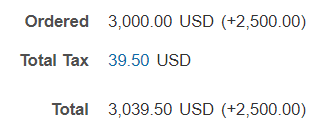 Ordered 3,000.00 USD (+2,500.00)
Total Tax 39.50 USD
Total 3,039.50 USD (+2,500.00)